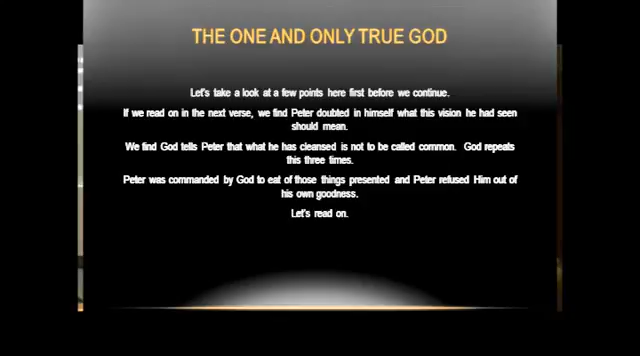 THE ONE AND ONLY TRUE GOD
Let's take a look at a few points here first before we continue.
If we read on in the next verse, we find Peter doubted in himself what this vision he had seen
should mean.
We find God tells Peter that what he has cleansed is not to be called common. God repeats
this three times.
Peter was commanded by God to eat of those things presented and Peter refused Him out of
his own goodness.
Let's read on.